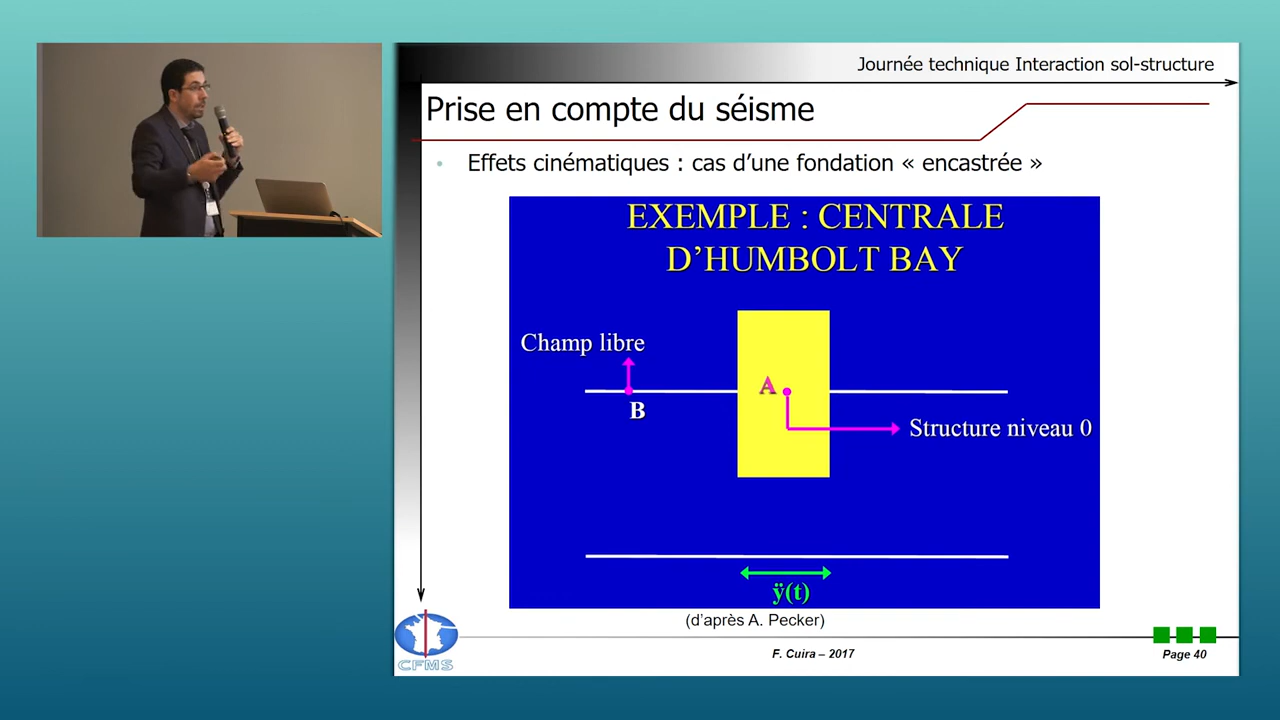 Journée technique Interaction sol-structure
Prise en compte du séisme
• Effets cinématiques : cas d'une fondation « encastrée »
EXEMPLE : CENTRALE
D'HUMBOLT BAY
Champ libre
A
B
Structure niveau 0
ÿ(t)
(d'après A. Pecker)
CFMS
F. Cuira – 2017
Page 40